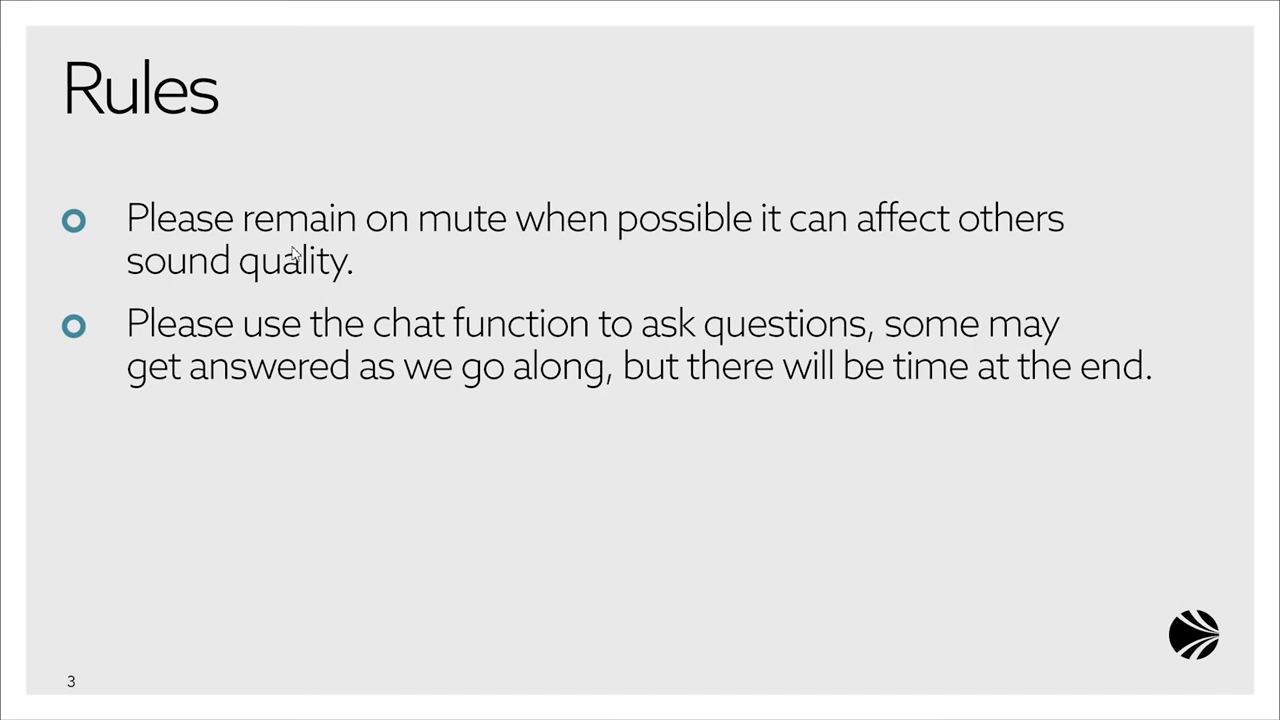 Rules
Please remain on mute when possible it can affect others
sound quality.
Please use the chat function to ask questions, some may
get answered as we go along, but there will be time at the end.
3